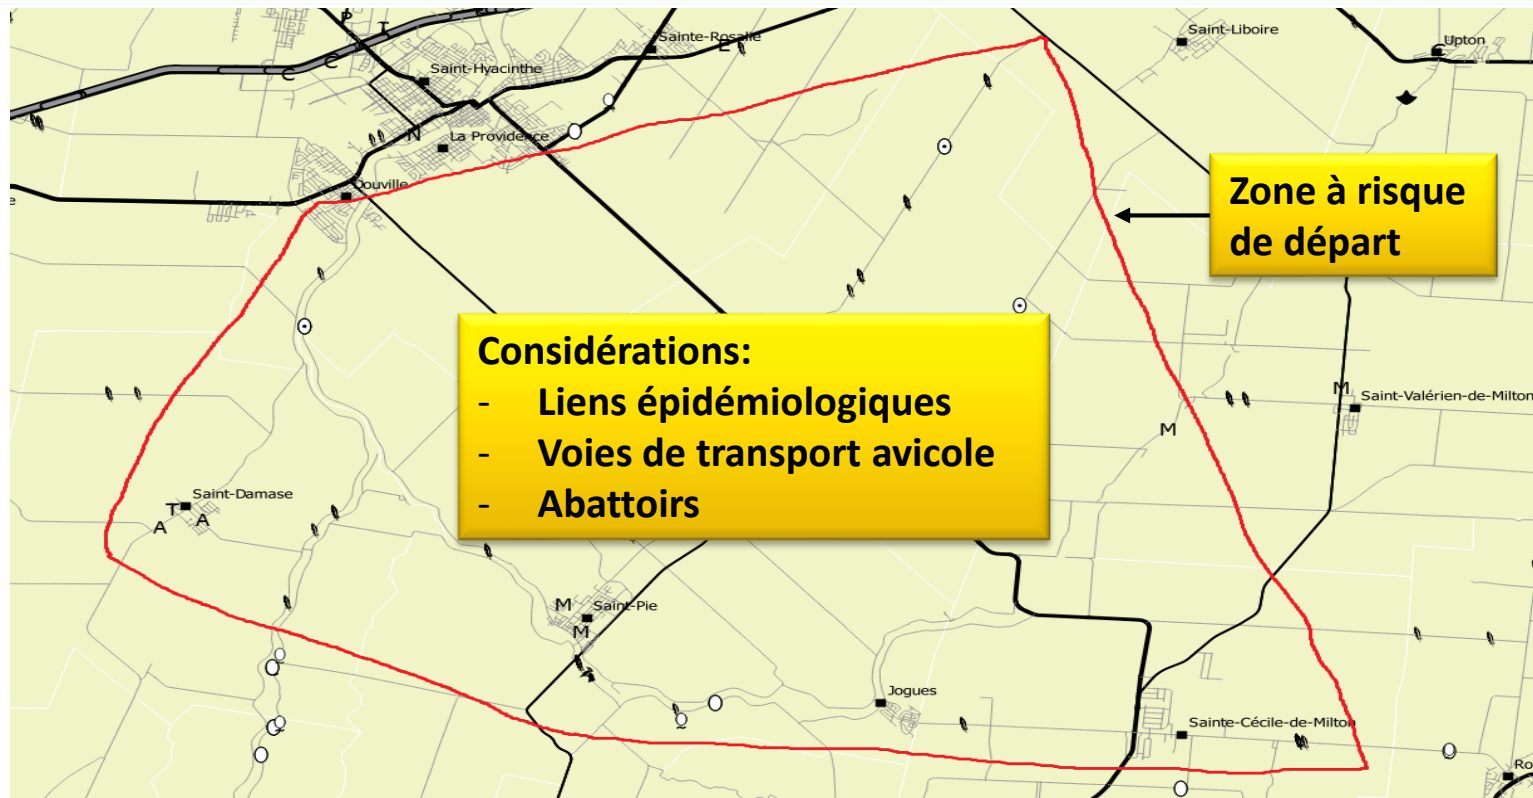 P
T
E
C
C
C
Saint-Hyacinthe
Sainte-Rosalie
Saint-Liboire
C
Upton
N
La Providence
Douville
e
Zone à risque
de départ
Considérations:
- Liens épidémiologiques
- Voies de transport avicole
- Abattoirs
M
Saint-Valérien-de-Milton
M
Saint-Damase
T
A
A
M
Saint-Pie
M
Jogues
Sainte-Cécile-de-Milton
Ro